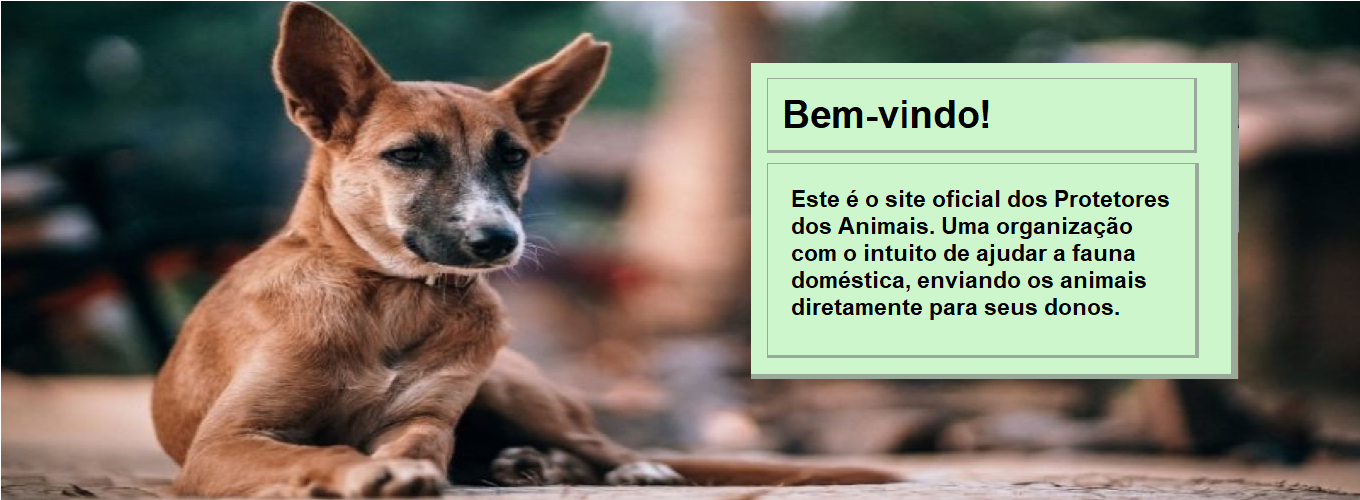 Bem-vindo!
Este é o site oficial dos Protetores
dos Animais. Uma organização
com o intuito de ajudar a fauna
doméstica, enviando os animais
diretamente para seus donos.